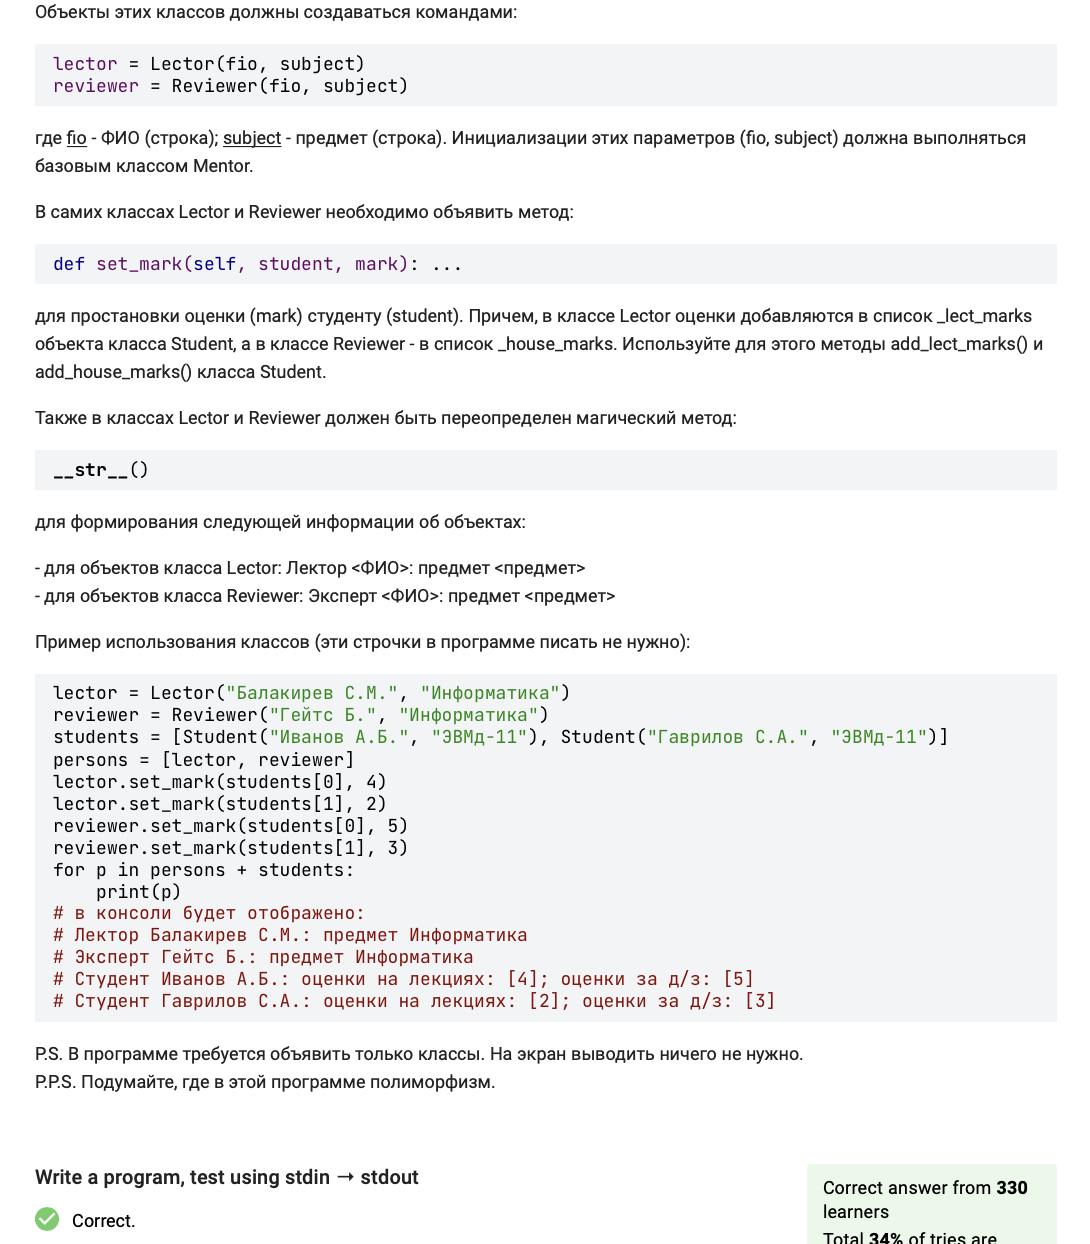 Объекты этих классов должны создаваться командами:
lector = Lector(fio, subject)
reviewer = Reviewer(fio, subject)
где fio - ФИО (строка); subject - предмет (строка). Инициализации этих параметров (fio, subject) должна выполняться
базовым классом Mentor.
В самих классах Lector и Reviewer необходимо объявить метод:
def set_mark(self, student, mark): ...
для простановки оценки (mark) студенту (student). Причем, в классе Lector оценки добавляются в список _lect_marks
объекта класса Student, а в классе Reviewer - в список _house_marks. Используйте для этого методы add_lect_marks() и
add_house_marks() класса Student.
Также в классах Lector и Reviewer должен быть переопределен магический метод:
__str__()
для формирования следующей информации об объектах:
- для объектов класса Lector: Лектор <ФИО>: предмет <предмет>
- для объектов класса Reviewer: Эксперт <ФИО>: предмет <предмет>
Пример использования классов (эти строчки в программе писать не нужно):
lector = Lector("Балакирев С.М.", "Информатика")
reviewer = Reviewer("Гейтс Б.", "Информатика")
students = [Student("Иванов А.Б.", "ЭВМд-11"), Student("Гаврилов С.А.", "ЭВМд-11")]
persons = [lector, reviewer]
lector.set_mark(students[0], 4)
lector.set_mark(students[1], 2)
reviewer.set_mark(students[0], 5)
reviewer.set_mark(students[1], 3)
for p in persons + students:
    print(p)
# в консоли будет отображено:
# Лектор Балакирев С.М.: предмет Информатика
# Эксперт Гейтс Б.: предмет Информатика
# Студент Иванов А.Б.: оценки на лекциях: [4]; оценки за д/з: [5]
# Студент Гаврилов С.А.: оценки на лекциях: [2]; оценки за д/з: [3]
P.S. В программе требуется объявить только классы. На экран выводить ничего не нужно.
P.P.S. Подумайте, где в этой программе полиморфизм.
Write a program, test using stdin → stdout
Correct.
Correct answer from 330
learners
Total 34% of tries are